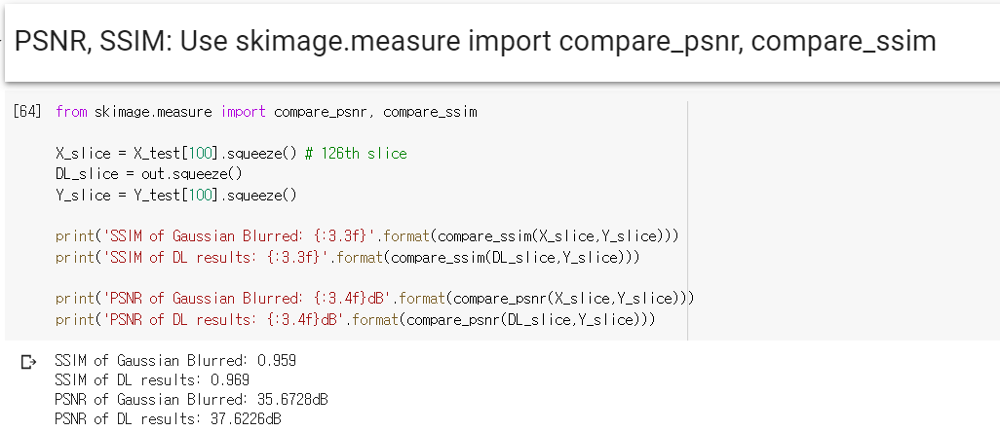 PSNR, SSIM: Use skimage.measure import compare_psnr, compare_ssim
[64] from skimage.measure import compare_psnr, compare_ssim
X_slice = X_test[100].squeeze() # 126th slice
DL_slice = out.squeeze()
Y_slice = Y_test[100].squeeze()
print('SSIM of Gaussian Blurred: {:3.3f}'.format(compare_ssim(X_slice,Y_slice)))
print('SSIM of DL results: {:3.3f}'.format(compare_ssim(DL_slice,Y_slice)))
print('PSNR of Gaussian Blurred: {:3.4f}dB'.format(compare_psnr(X_slice,Y_slice)))
print('PSNR of DL results: {:3.4f}dB'.format(compare_psnr(DL_slice,Y_slice)))
SSIM of Gaussian Blurred: 0.959
SSIM of DL results: 0.969
PSNR of Gaussian Blurred: 35.6728dB
PSNR of DL results: 37.6226dB